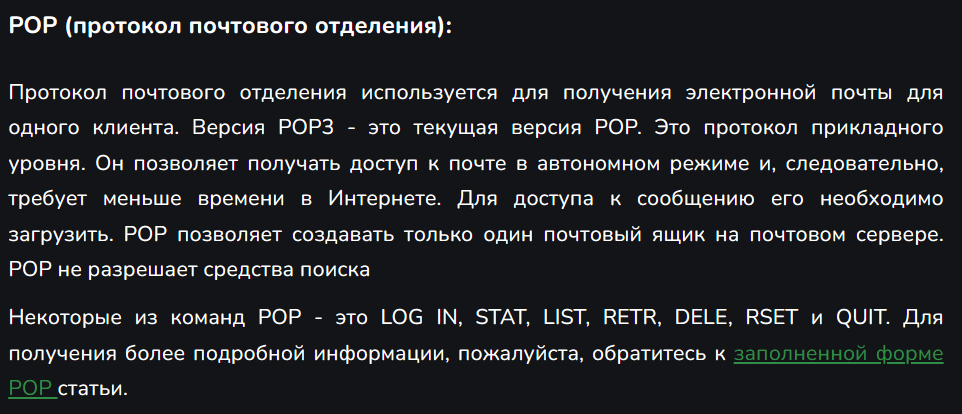 POP (протокол почтового отделения):
Протокол почтового отделения используется для получения электронной почты для
одного клиента. Версия POP3 - это текущая версия POP. Это протокол прикладного
уровня. Он позволяет получать доступ к почте в автономном режиме и, следовательно,
требует меньше времени в Интернете. Для доступа к сообщению его необходимо
загрузить. POP позволяет создавать только один почтовый ящик на почтовом сервере.
POP не разрешает средства поиска
Некоторые из команд POP - это LOG IN, STAT, LIST, RETR, DELE, RSET и QUIT. Для
получения более подробной информации, пожалуйста, обратитесь к заполненной форме
POP статьи.